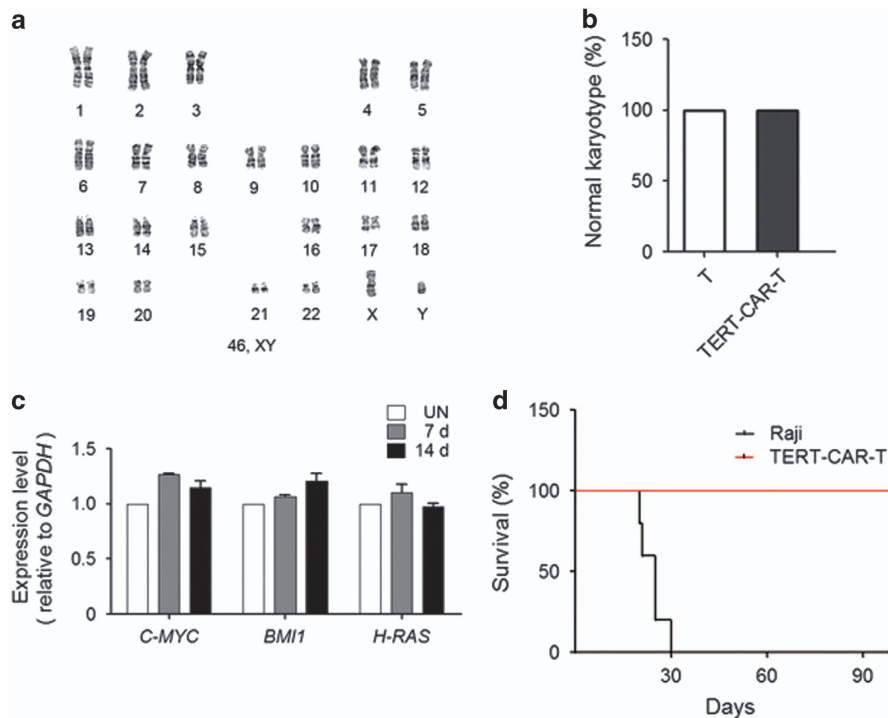 a
1 2 3 4 5
6 7 8 9 10 11 12
13 14 15 16 17 18
19 20 21 22 X Y
46, XY
b
Normal karyotype (%)
150
100
50
0
T
TERT-CAR-T
c
Expression level
( relative to GAPDH )
UN
7 d
14 d
1.5
1.0
0.5
0
C-MYC BMI1 H-RAS
d
Survival (%)
150
100
50
0
Raji
TERT-CAR-T
30 60 90
Days